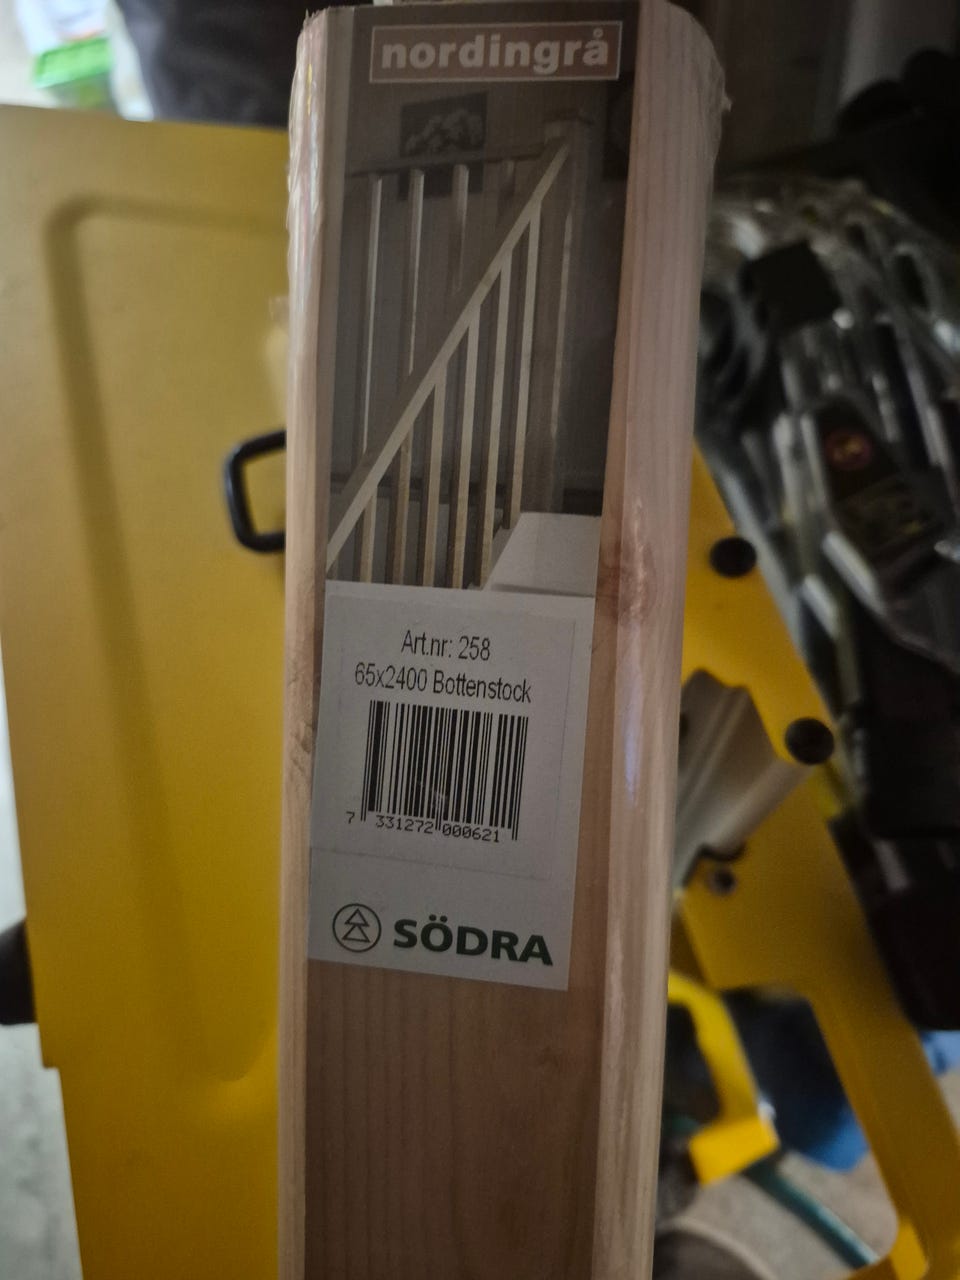 nordingrå
Art.nr: 258
65x2400 Bottenstock
7 331272 000621
SÖDRA